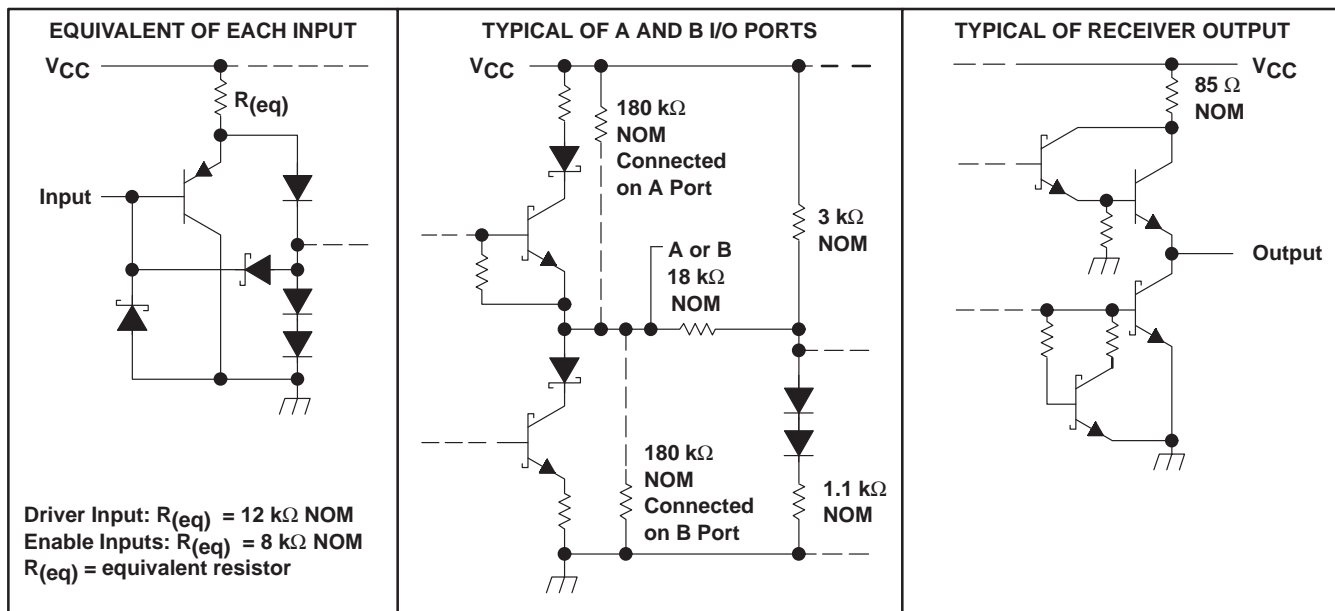 EQUIVALENT OF EACH INPUT
VCC
R(eq)
Input
Driver Input: R(eq) = 12 kΩ NOM
Enable Inputs: R(eq) = 8 kΩ NOM
R(eq) = equivalent resistor
TYPICAL OF A AND B I/O PORTS
VCC
180 kΩ
NOM
Connected
on A Port
3 kΩ
NOM
A or B
18 kΩ
NOM
180 kΩ
NOM
Connected
on B Port
1.1 kΩ
NOM
TYPICAL OF RECEIVER OUTPUT
VCC
85 Ω
NOM
Output